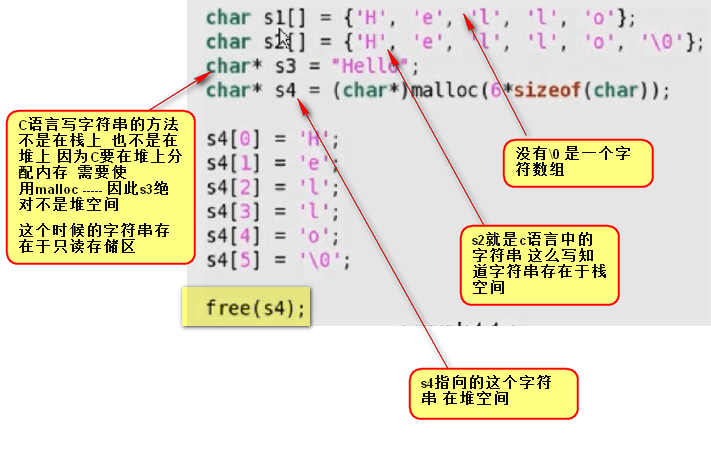 char s1[] = {'H', 'e', 'l', 'l', 'o'};
char s2[] = {'H', 'e', 'l', 'l', 'o', '\0'};
char* s3 = "Hello";
char* s4 = (char*)malloc(6*sizeof(char));
s4[0] = 'H';
s4[1] = 'e';
s4[2] = 'l';
s4[3] = 'l';
s4[4] = 'o';
s4[5] = '\0';
free(s4);
C语言写字符串的方法
不是在栈上 也不是在
堆上 因为C要在堆上分
配内存 需要使
用malloc ----- 因此s3绝
对不是堆空间
这个时候的字符串存
在于只读存储区
没有\0 是一个字
符数组
s2就是c语言中的
字符串 这么写知
道字符串存在于栈
空间
s4指向的这个字符
串 在堆空间